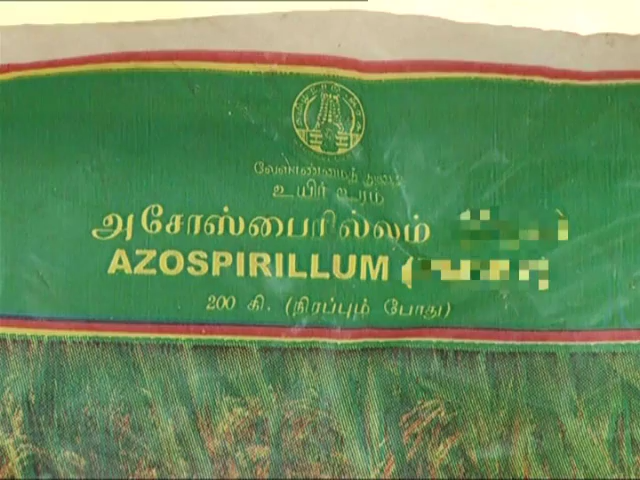 வேளாண்மைத் துறை
உயிர் உரம்
அசோஸ்பைரில்லம்
AZOSPIRILLUM (
200 கி. (நிரப்பும் போது)